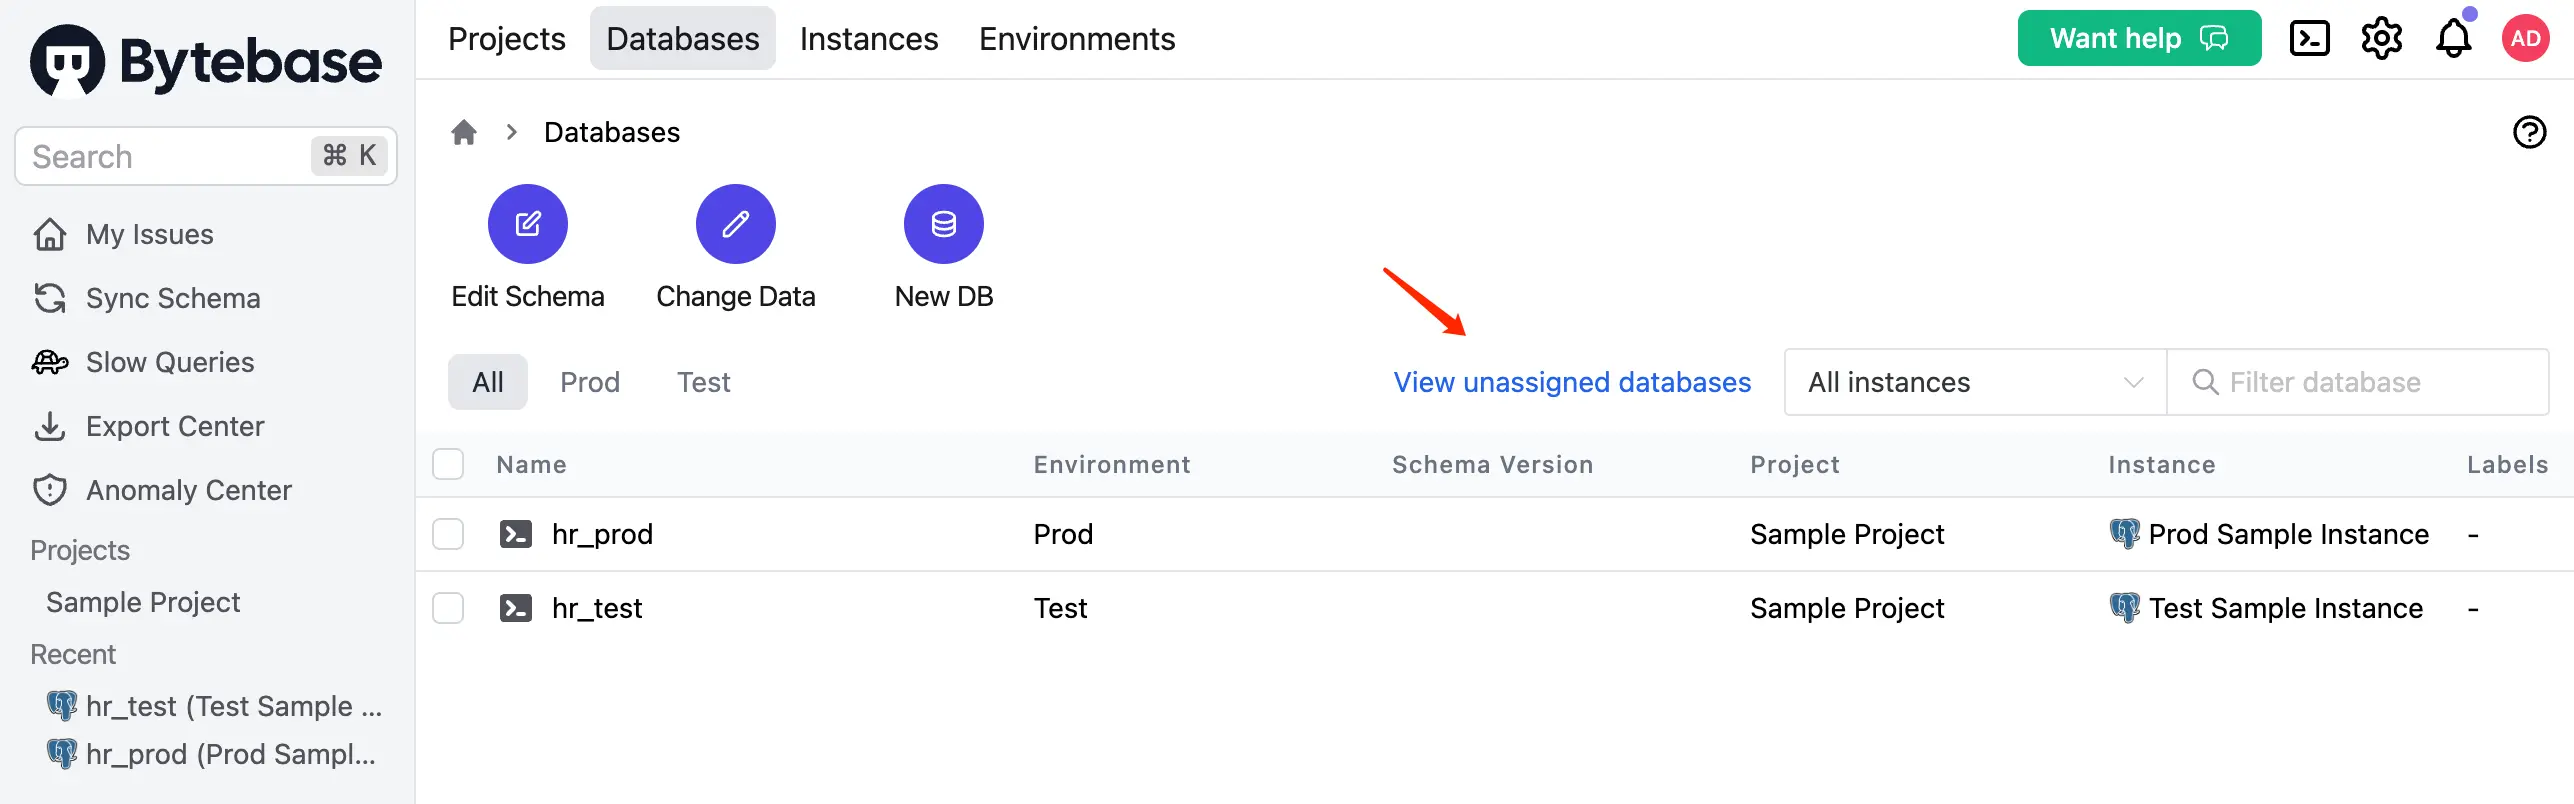 Bytebase
Search ⌘ K
My Issues
Sync Schema
Slow Queries
Export Center
Anomaly Center
Projects
Sample Project
Recent
hr_test (Test Sample ...
hr_prod (Prod Sampl...
Projects Databases Instances Environments
Want help
AD
Databases
Edit Schema Change Data New DB
All Prod Test
View unassigned databases All instances Filter database
Name Environment Schema Version Project Instance Labels
hr_prod Prod Sample Project Prod Sample Instance -
hr_test Test Sample Project Test Sample Instance -